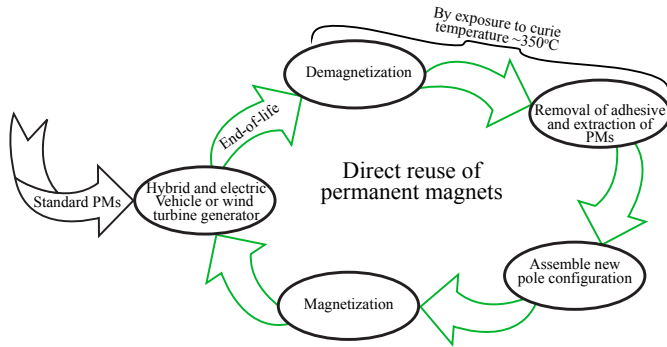 By exposure to curie
temperature ~350°C
Demagnetization
Removal of adhesive
and extraction of
PMs
End-of-life
Direct reuse of
permanent magnets
Standard PMs
Hybrid and electric
Vehicle or wind
turbine generator
Assemble new
pole configuration
Magnetization